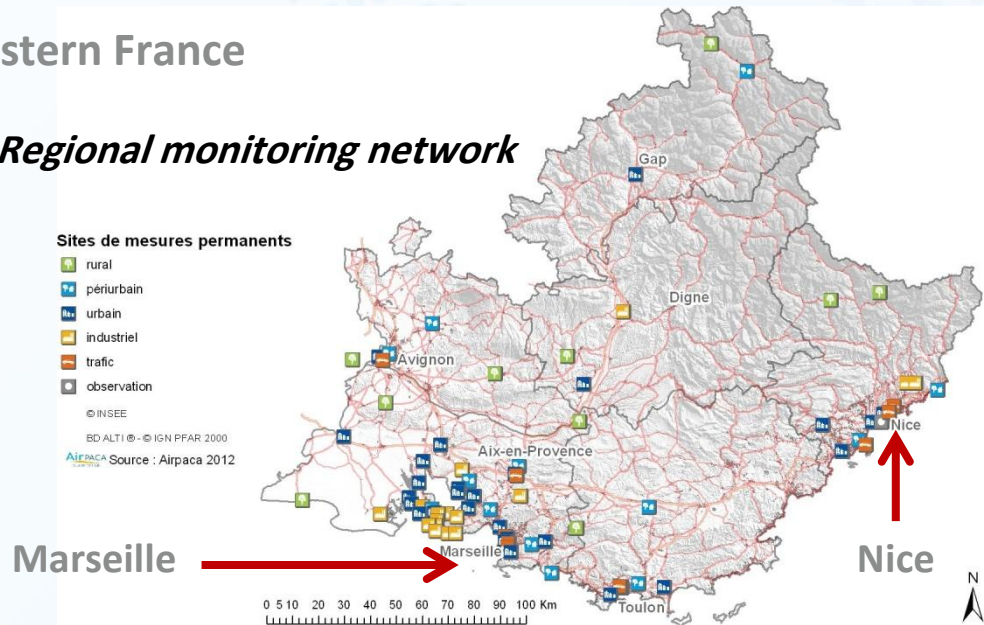 stern France
Regional monitoring network
Gap
Sites de mesures permanents
rural
périurbain
urbain
industriel
trafic
observation
© INSEE
BD ALTI ® - © IGN PFAR 2000
AirPACA Source : Airpaca 2012
Digne
Avignon
Nice
Aix-en-Provence
Marseille
Marseille
Nice
Toulon
N
0 5 10 20 30 40 50 60 70 80 90 100 Km